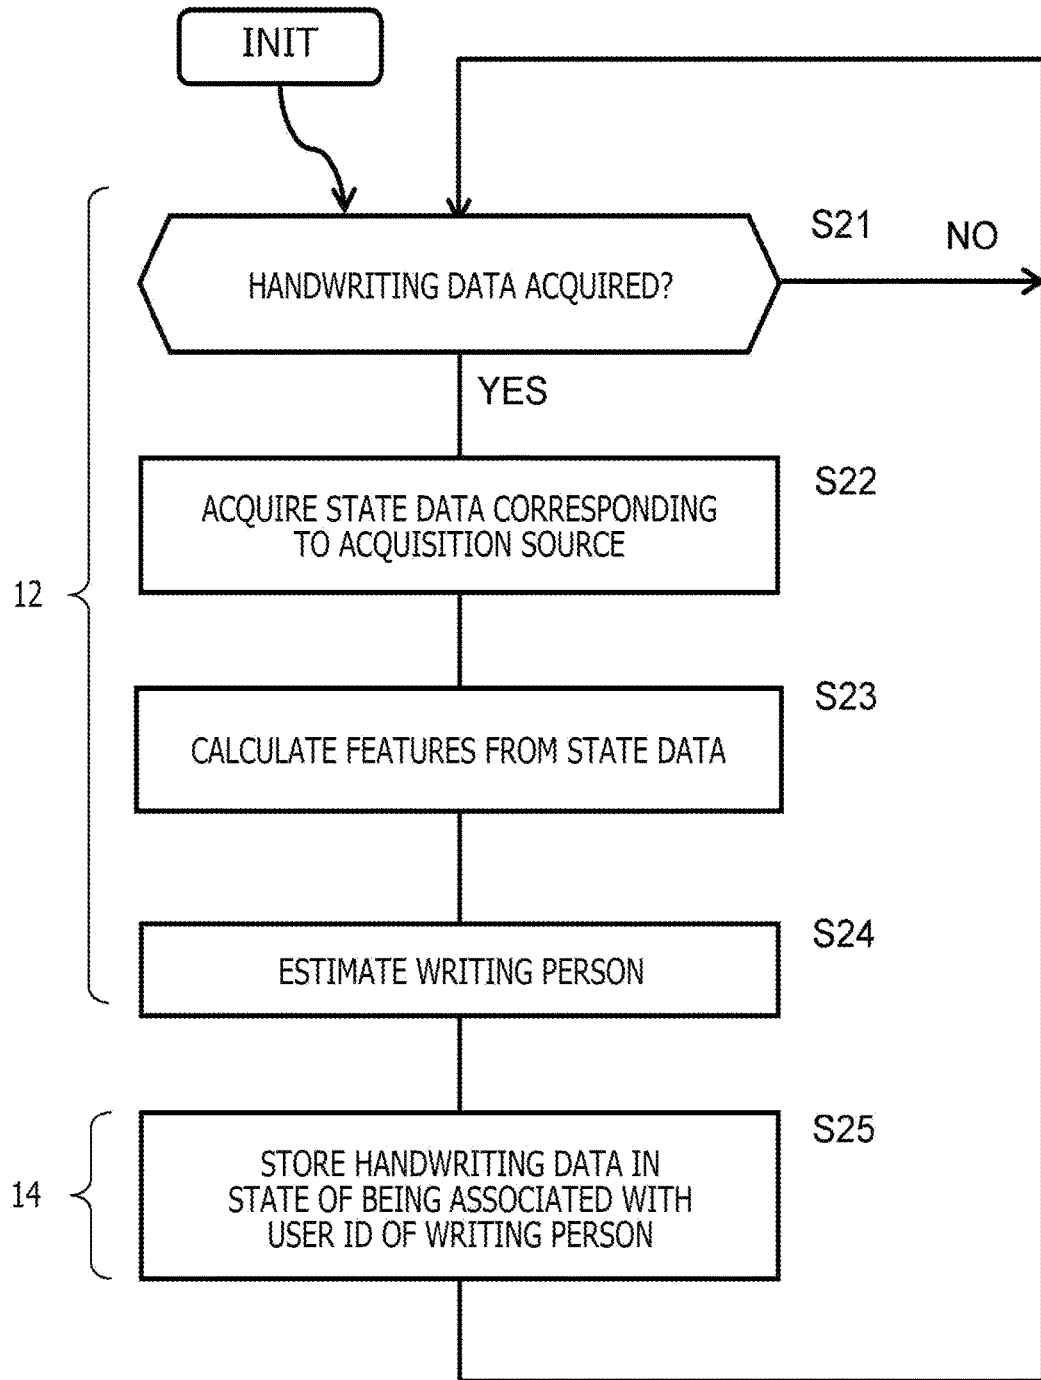 INIT
S21
NO
HANDWRITING DATA ACQUIRED?
YES
S22
ACQUIRE STATE DATA CORRESPONDING
TO ACQUISITION SOURCE
12
S23
CALCULATE FEATURES FROM STATE DATA
S24
ESTIMATE WRITING PERSON
S25
STORE HANDWRITING DATA IN
STATE OF BEING ASSOCIATED WITH
USER ID OF WRITING PERSON
14